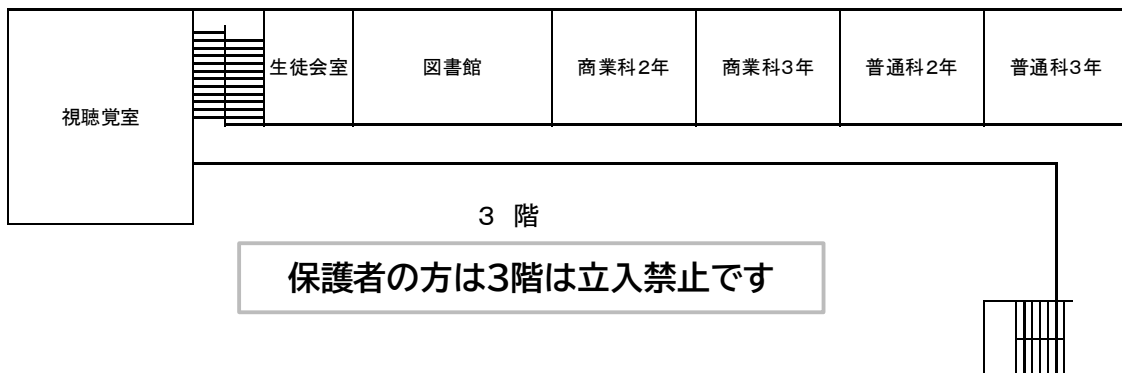 生徒会室
図書館
商業科2年
商業科3年
普通科2年
普通科3年
視聴覚室
3 階
保護者の方は3階は立入禁止です